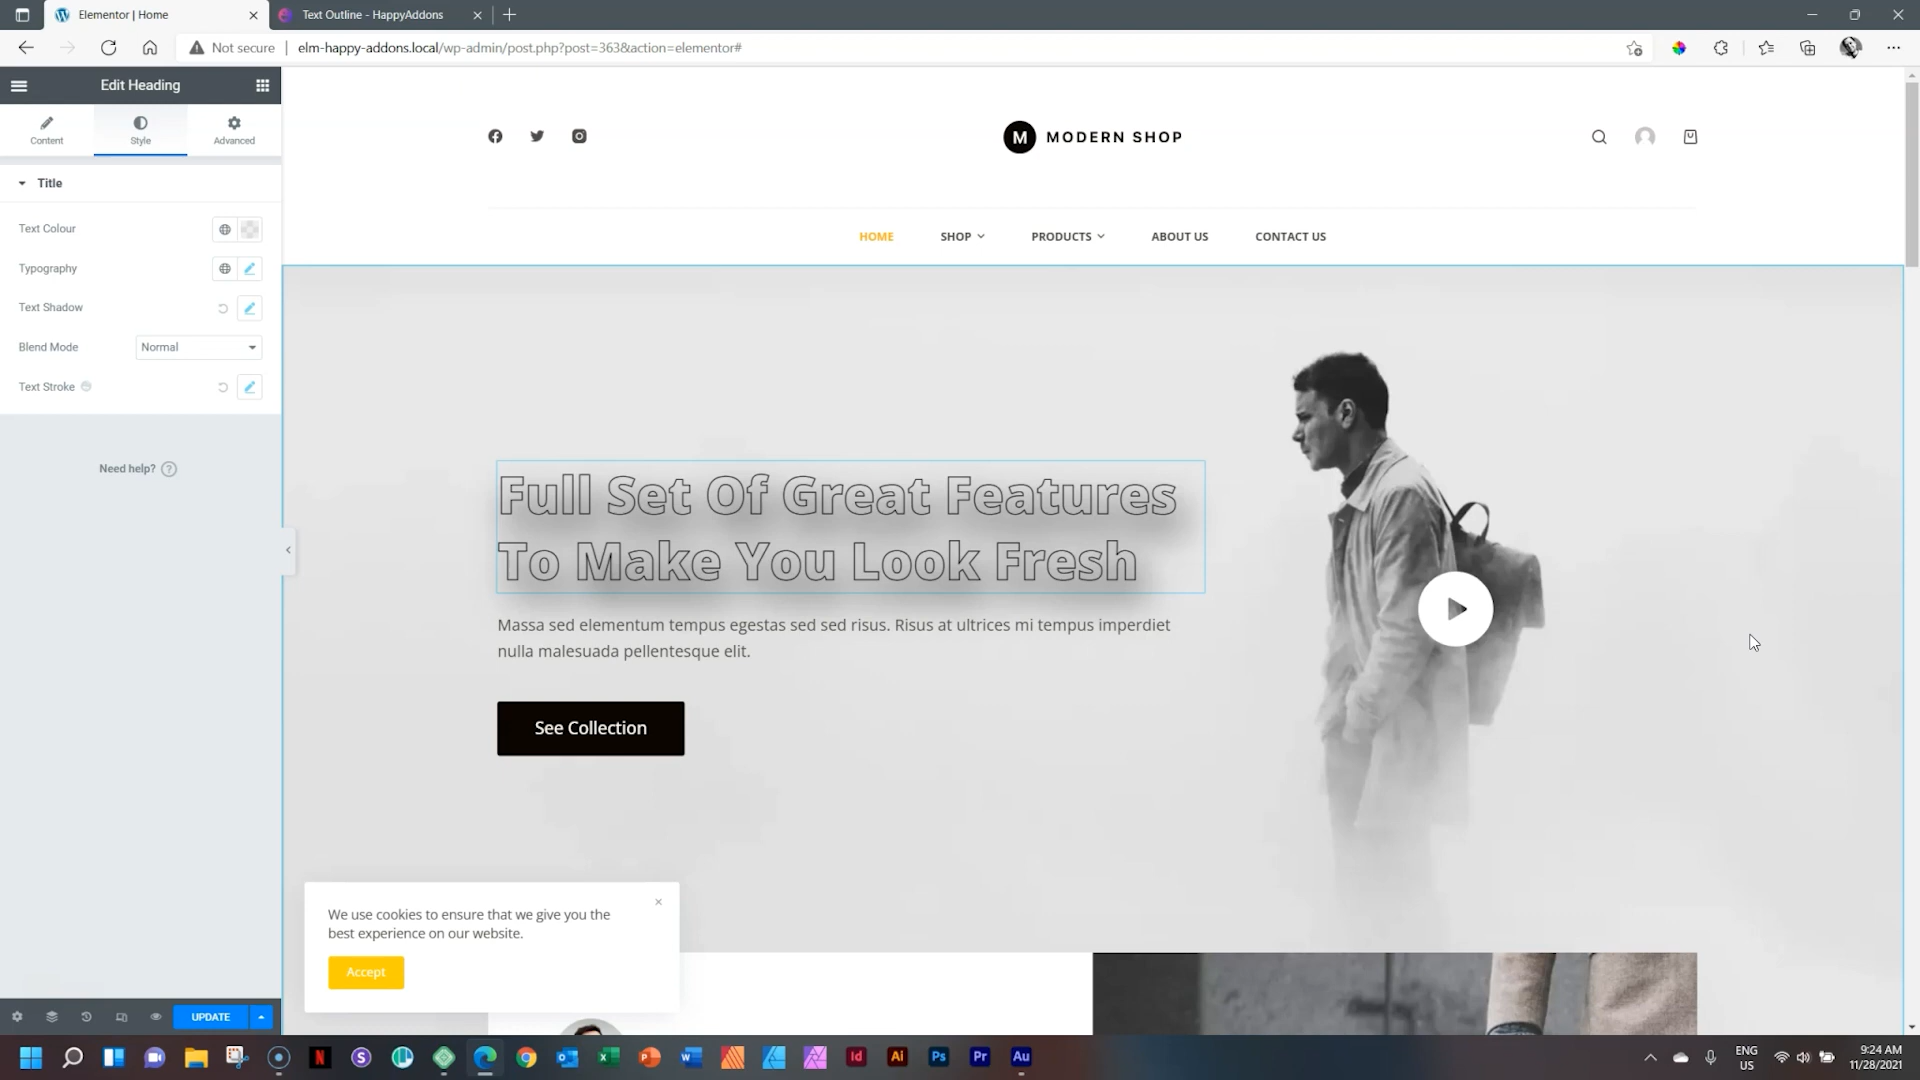 Elementor | Home
Text Outline - HappyAddons
Not secure
elm-happy-addons.local/wp-admin/post.php?post=363&action=elementor#
Edit Heading
Content
Style
Advanced
Title
Text Colour
Typography
Text Shadow
Blend Mode
Normal
Text Stroke
Need help? ?
UPDATE
M MODERN SHOP
HOME
SHOP
PRODUCTS
ABOUT US
CONTACT US
Full Set Of Great Features
To Make You Look Fresh
Massa sed elementum tempus egestas sed sed risus. Risus at ultrices mi tempus imperdiet
nulla malesuada pellentesque elit.
See Collection
We use cookies to ensure that we give you the
best experience on our website.
Accept
N
S
Id
Ai
Ps
Pr
Au
ENG
US
9:24 AM
11/28/2021